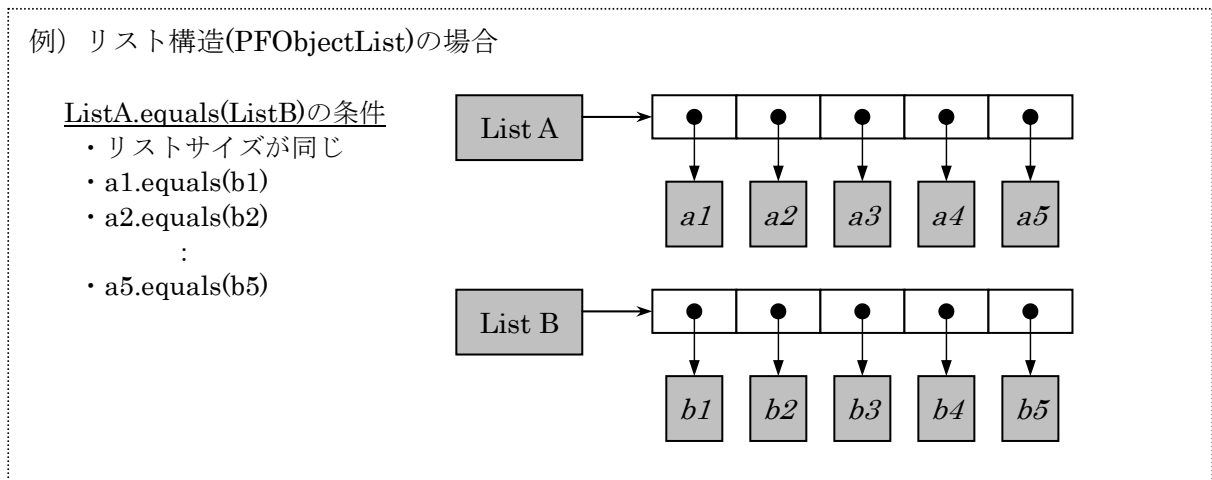 例）リスト構造(PFObjectList)の場合
ListA.equals(ListB)の条件
・リストサイズが同じ
・a1.equals(b1)
・a2.equals(b2)
：
・a5.equals(b5)
List A
a1 a2 a3 a4 a5
List B
b1 b2 b3 b4 b5